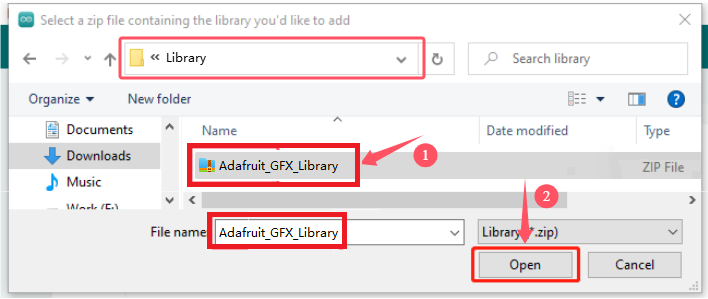 Select a zip file containing the library you'd like to add
« Library
Search library
Organize
New folder
Name
Date modified
Type
Documents
Downloads
Music
Work (F:)
Adafruit_GFX_Library
ZIP File
1
2
File name:
Adafruit_GFX_Library
Library (*.zip)
Open
Cancel